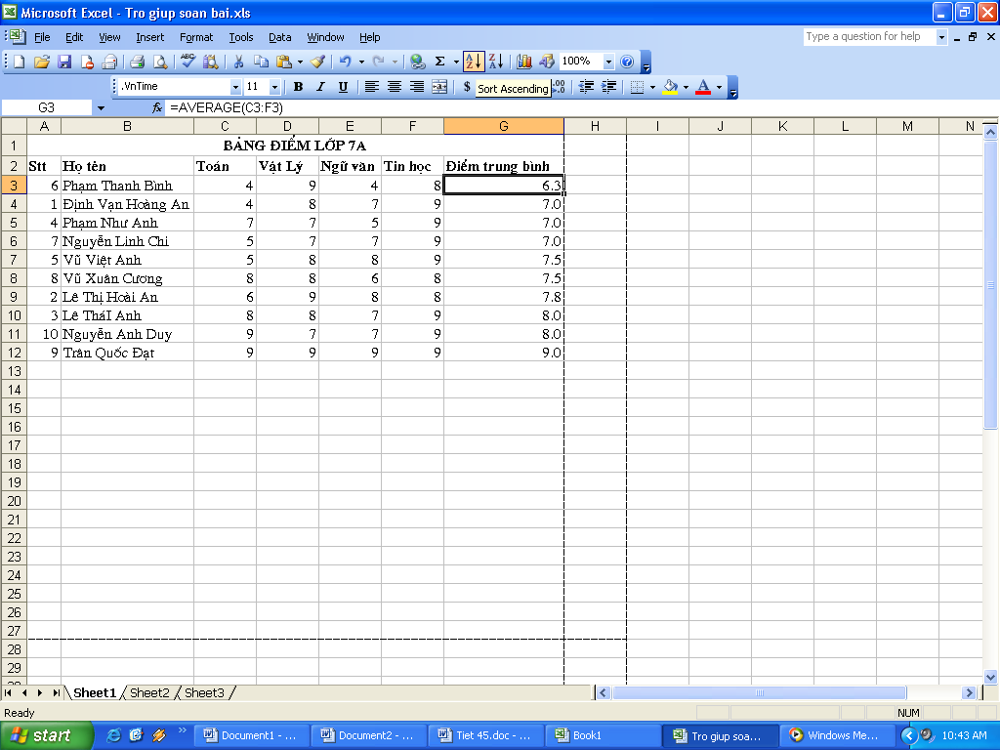 Microsoft Excel - Tro giup soan bai.xls
File Edit View Insert Format Tools Data Window Help
Type a question for help
Σ 100%
.VnTime 11 B I U $
Sort Ascending
G3 fx =AVERAGE(C3:F3)
A B C D E F G H I J K L M N
1 BẢNG ĐIỂM LỚP 7A
2 Stt Họ tên Toán Vật Lý Ngữ văn Tin học Điểm trung bình
3 6 Phạm Thanh Bình 4 9 4 8 6.3
4 1 Định Vạn Hoàng An 4 8 7 9 7.0
5 4 Phạm Như Anh 7 7 5 9 7.0
6 7 Nguyễn Linh Chi 5 7 7 9 7.0
7 5 Vũ Việt Anh 5 8 8 9 7.5
8 8 Vũ Xuân Cương 8 8 6 8 7.5
9 2 Lê Thị Hoài An 6 9 8 8 7.8
10 3 Lê TháI Anh 8 8 7 9 8.0
11 10 Nguyễn Anh Duy 9 7 7 9 8.0
12 9 Trần Quốc Đạt 9 9 9 9 9.0
13
14
15
16
17
18
19
20
21
22
23
24
25
26
27
28
29
Sheet1 Sheet2 Sheet3
Ready NUM
start Document1 - ... Document2 - ... Tiet 45.doc - ... Book1 Tro giup soa... Windows Me... 10:43 AM